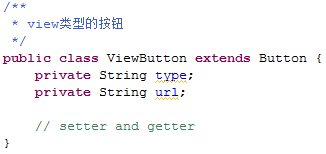 /**
 * view类型的按钮
 */
public class ViewButton extends Button {
    private String type;
    private String url;

    // setter and getter
}